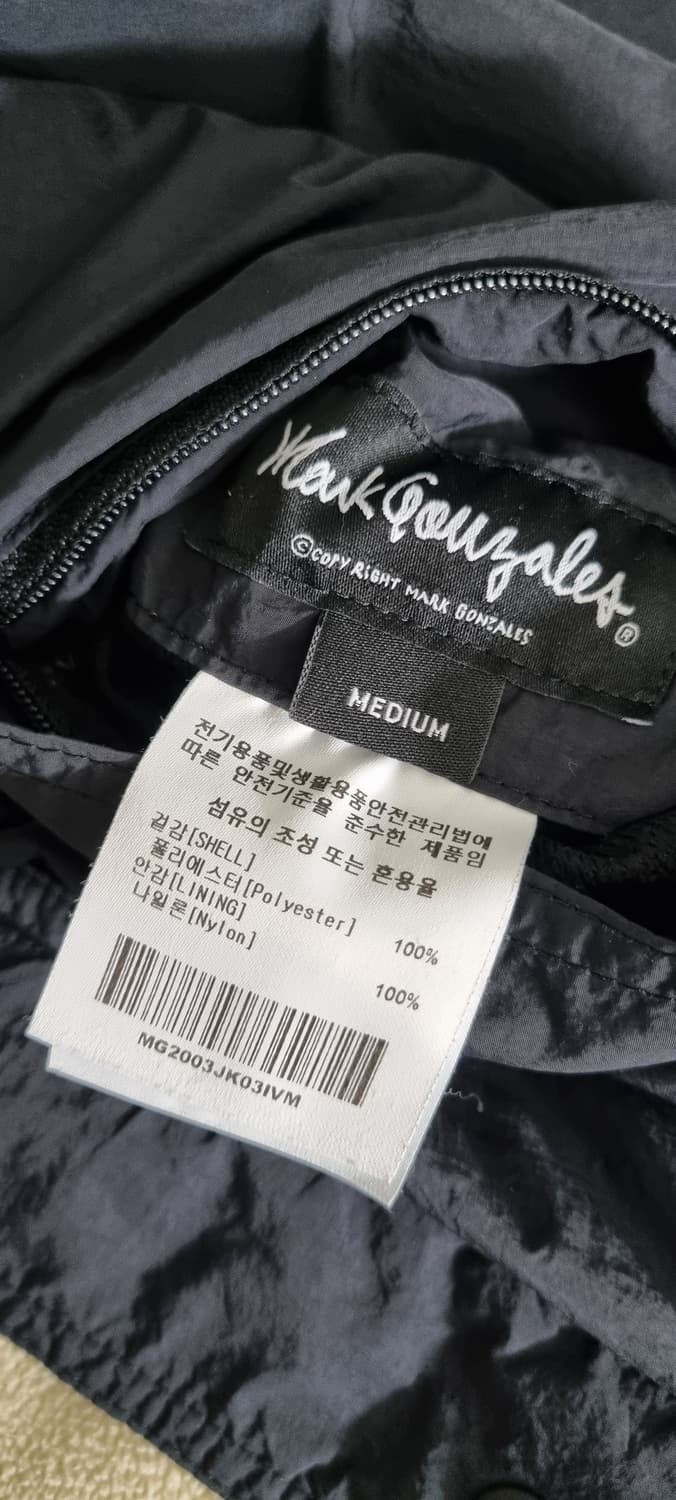 Mark Gonzales ®
©COPY RIGHT MARK GONZALES
MEDIUM
전기용품및생활용품안전관리법에
따른 안전기준을 준수한 제품임
섬유의 조성 또는 혼용율
겉감[SHELL]
폴리에스터[Polyester] 100%
안감[LINING]
나일론[Nylon] 100%
MG2003JK03IVM